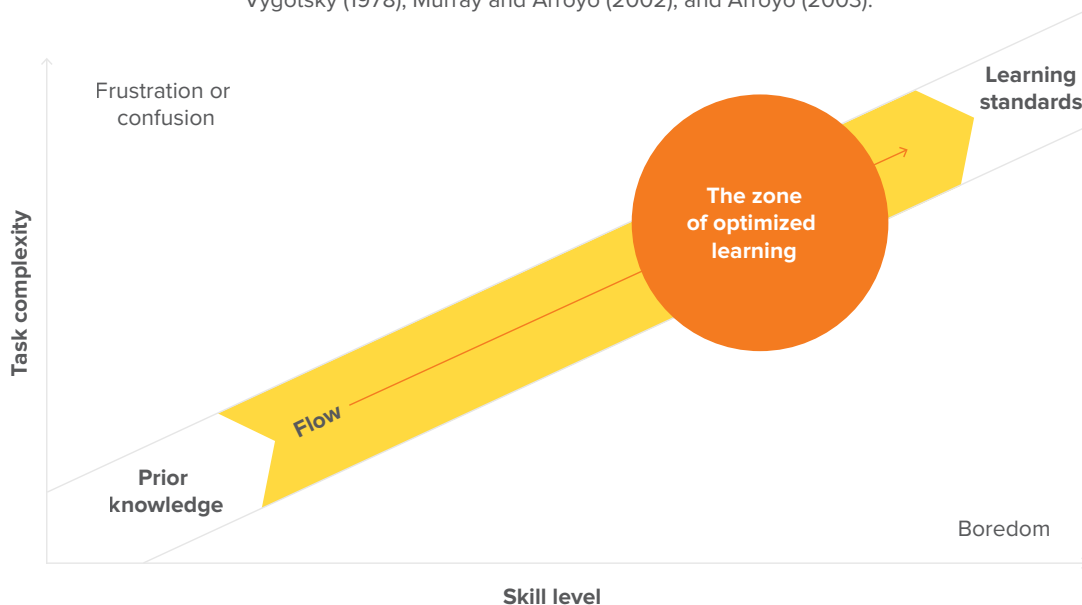 Vygotsky (1978), Murray and Arroyo (2002), and Arroyo (2003).
Learning
standards
Frustration or
confusion
The zone
of optimized
learning
Task complexity
Flow
Prior
knowledge
Boredom
Skill level